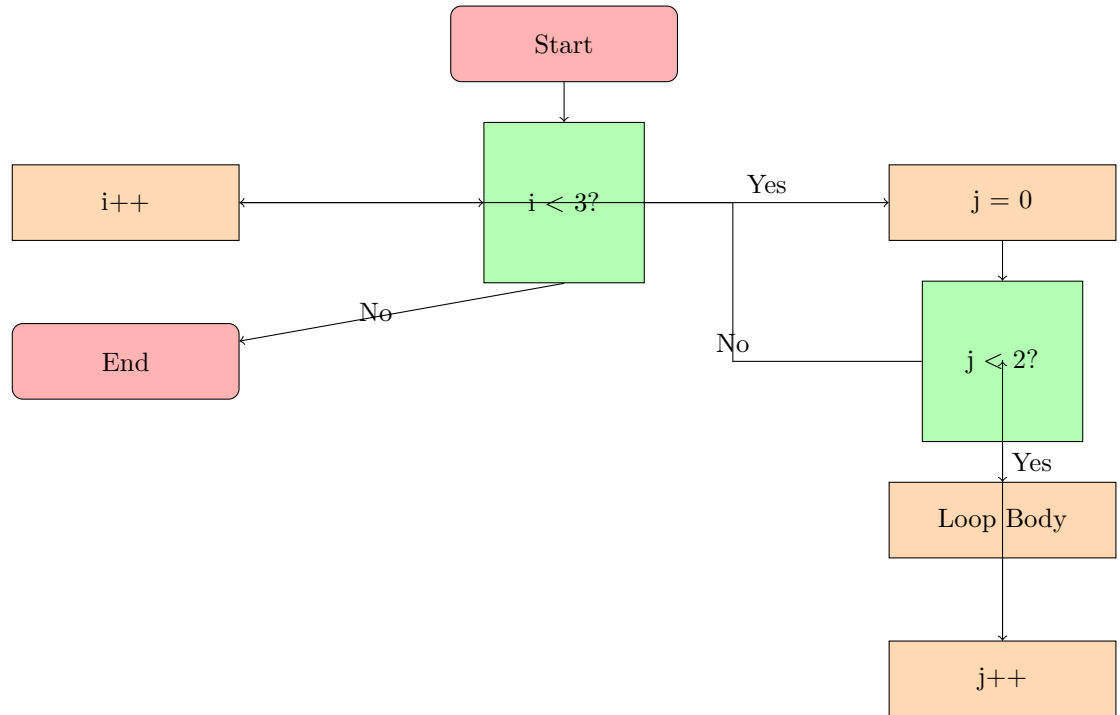 Start
i++
i < 3?
Yes
j = 0
No
End
No
j < 2?
Yes
Loop Body
j++